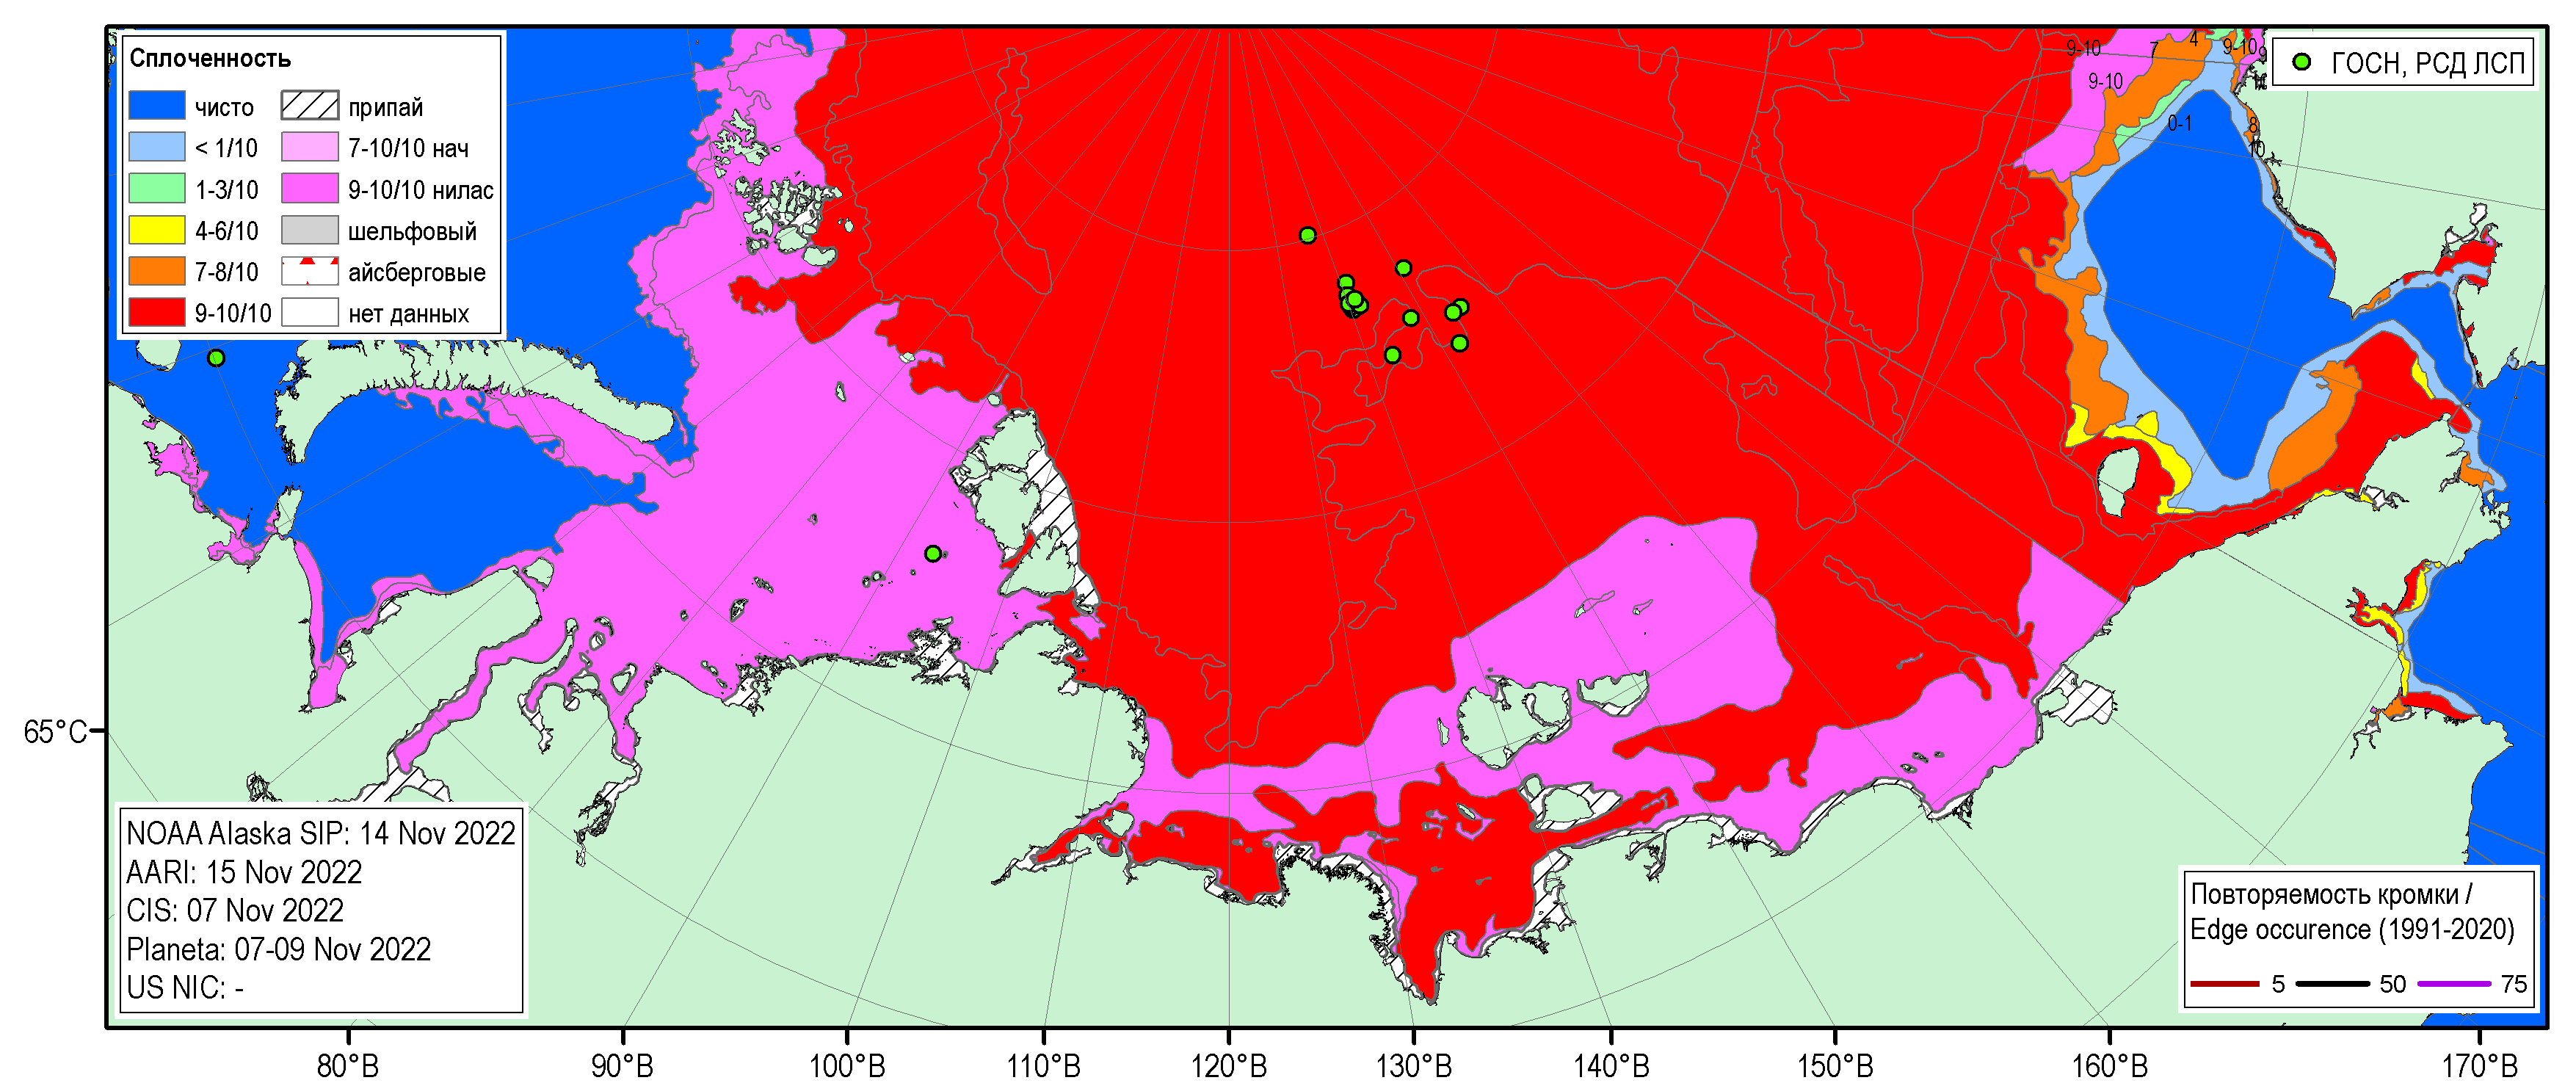 Сплоченность
чисто
припай
< 1/10
7-10/10 нач
1-3/10
9-10/10 нилас
4-6/10
шельфовый
7-8/10
айсберговые
9-10/10
нет данных
9-10
7
4
9-10
9
9-10
0-1
8
10
ГОСН, РСД ЛСП
65°С
NOAA Alaska SIP: 14 Nov 2022
AARI: 15 Nov 2022
CIS: 07 Nov 2022
Planeta: 07-09 Nov 2022
US NIC: -
Повторяемость кромки /
Edge occurence (1991-2020)
5
50
75
80°В
90°В
100°В
110°В
120°В
130°В
140°В
150°В
160°В
170°В